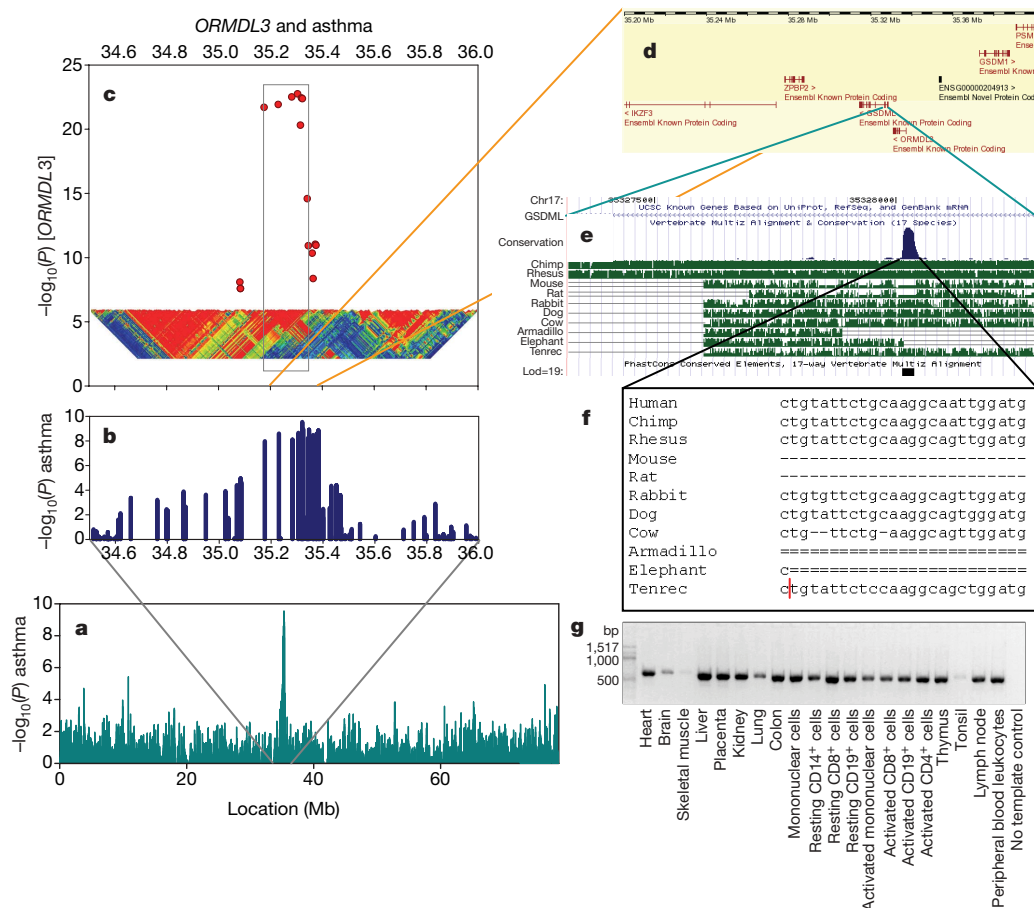 ORMDL3 and asthma
34.6 34.8 35.0 35.2 35.4 35.6 35.8 36.0
c
25
20
15
10
5
0
–log10(P) [ORMDL3]
b
10
8
6
4
2
0
–log10(P) asthma
34.6 34.8 35.0 35.2 35.4 35.6 35.8 36.0
a
10
8
6
4
2
0
–log10(P) asthma
0 20 40 60
Location (Mb)
d
35.20 Mb 35.24 Mb 35.28 Mb 35.32 Mb 35.36 Mb
PSM
Ense
GSDM1 >
Ensembl Known
ZPBP2 >
Ensembl Known Protein Coding
ENSG00000204913 >
Ensembl Novel Protein Co
< IKZF3
Ensembl Known Protein Coding
< GSDML
Ensembl Known Protein Coding
< ORMDL3
Ensembl Known Protein Coding
e
Chr17: 35327500| 35328000|
UCSC Known Genes Based on UniProt, RefSeq, and GenBank mRNA
GSDML
Vertebrate Multiz Alignment & Conservation (17 Species)
Conservation
Chimp
Rhesus
Mouse
Rat
Rabbit
Dog
Cow
Armadillo
Elephant
Tenrec
PhastCons Conserved Elements, 17-way Vertebrate Multiz Alignment
Lod=19:
f
Human ctgtattctgcaaggcaattggatg
Chimp ctgtattctgcaaggcaattggatg
Rhesus ctgtattctgcaaggcaattggatg
Mouse -------------------------
Rat -------------------------
Rabbit ctgtgttctgcaaggcagttggatg
Dog ctgtattctgcaaggcagtgggatg
Cow ctg--ttctg-aaggcagttggatg
Armadillo =========================
Elephant c========================
Tenrec ctgtattctccaaggcagctggatg
g
bp
1,517
1,000
500
Heart
Brain
Skeletal muscle
Liver
Placenta
Kidney
Lung
Colon
Mononuclear cells
Resting CD14+ cells
Resting CD8+ cells
Resting CD19+ cells
Activated mononuclear cells
Activated CD8+ cells
Activated CD19+ cells
Activated CD4+ cells
Thymus
Tonsil
Lymph node
Peripheral blood leukocytes
No template control